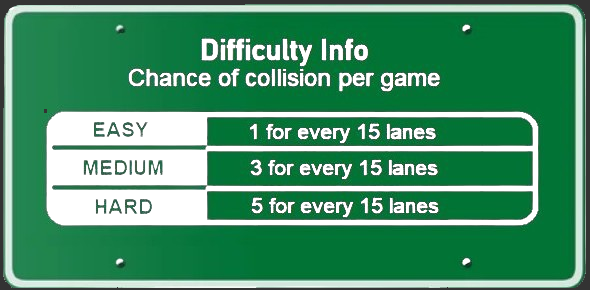 Difficulty Info
Chance of collision per game
EASY 1 for every 15 lanes
MEDIUM 3 for every 15 lanes
HARD 5 for every 15 lanes